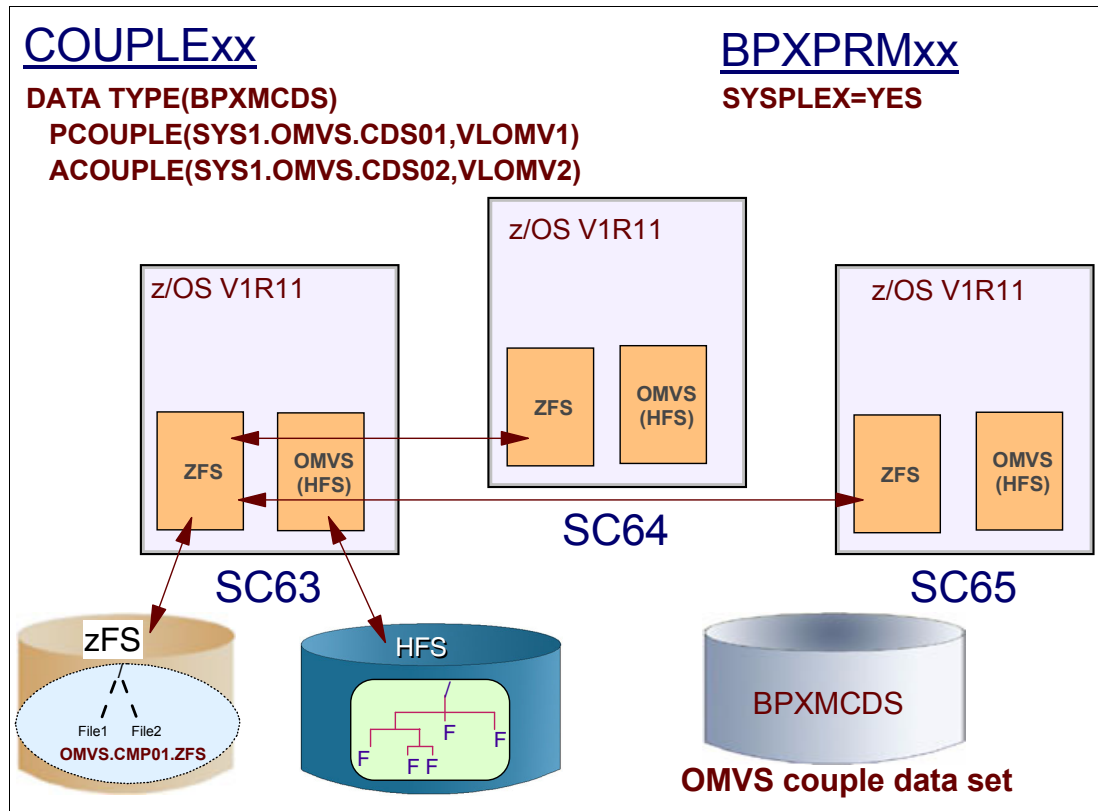 COUPLExx
BPXPRMxx
DATA TYPE(BPXMCDS)
PCOUPLE(SYS1.OMVS.CDS01,VLOMV1)
ACOUPLE(SYS1.OMVS.CDS02,VLOMV2)
SYSPLEX=YES
z/OS V1R11
z/OS V1R11
z/OS V1R11
ZFS
OMVS
(HFS)
ZFS
OMVS
(HFS)
ZFS
OMVS
(HFS)
SC64
SC63
SC65
zFS
/
File1 File2
OMVS.CMP01.ZFS
HFS
/
F
F
F
F F
BPXMCDS
OMVS couple data set